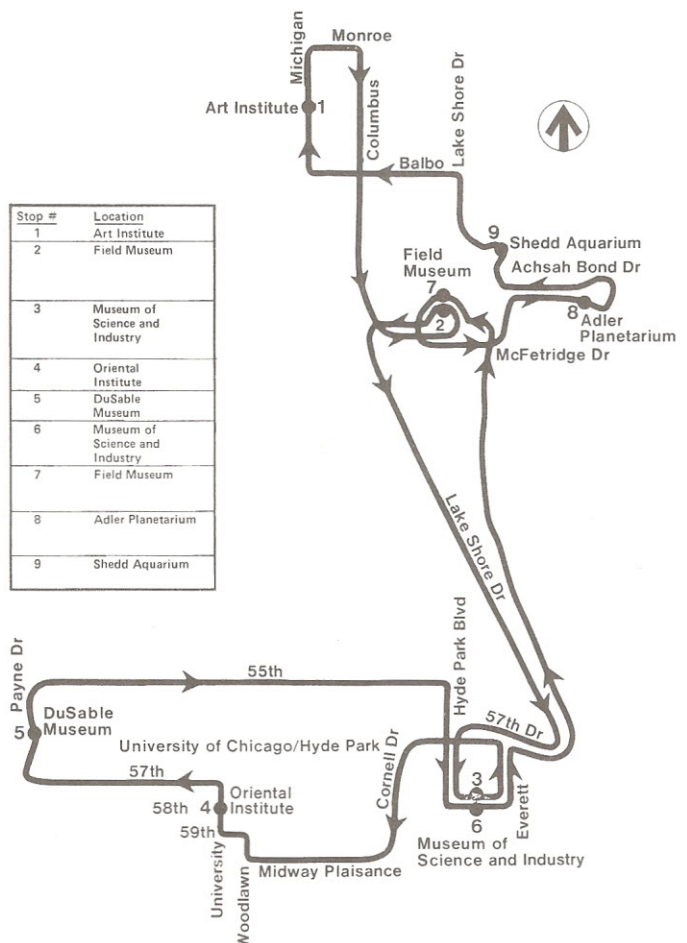 Monroe
Michigan
Lake Shore Dr
Art Institute 1
Columbus
Balbo
Stop # Location
1 Art Institute
2 Field Museum
3 Museum of
Science and
Industry
4 Oriental
Institute
5 DuSable
Museum
6 Museum of
Science and
Industry
7 Field Museum
8 Adler Planetarium
9 Shedd Aquarium
9
Shedd Aquarium
Field
Museum
7
2
Achsah Bond Dr
8
Adler
Planetarium
McFetridge Dr
Lake Shore Dr
Payne Dr
55th
Hyde Park Blvd
5
DuSable
Museum
57th Dr
University of Chicago/Hyde Park
Cornell Dr
57th
3
58th 4
Oriental
Institute
59th
6
Everett
Museum of
Science and Industry
University
Woodlawn
Midway Plaisance